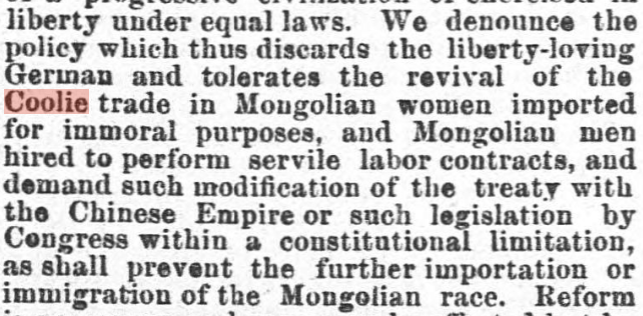 liberty under equal laws. We denounce the
policy which thus discards the liberty-loving
German and tolerates the revival of the
Coolie trade in Mongolian women imported
for immoral purposes, and Mongolian men
hired to perform servile labor contracts, and
demand such modification of the treaty with
the Chinese Empire or such legislation by
Congress within a constitutional limitation,
as shall prevent the further importation or
immigration of the Mongolian race. Reform